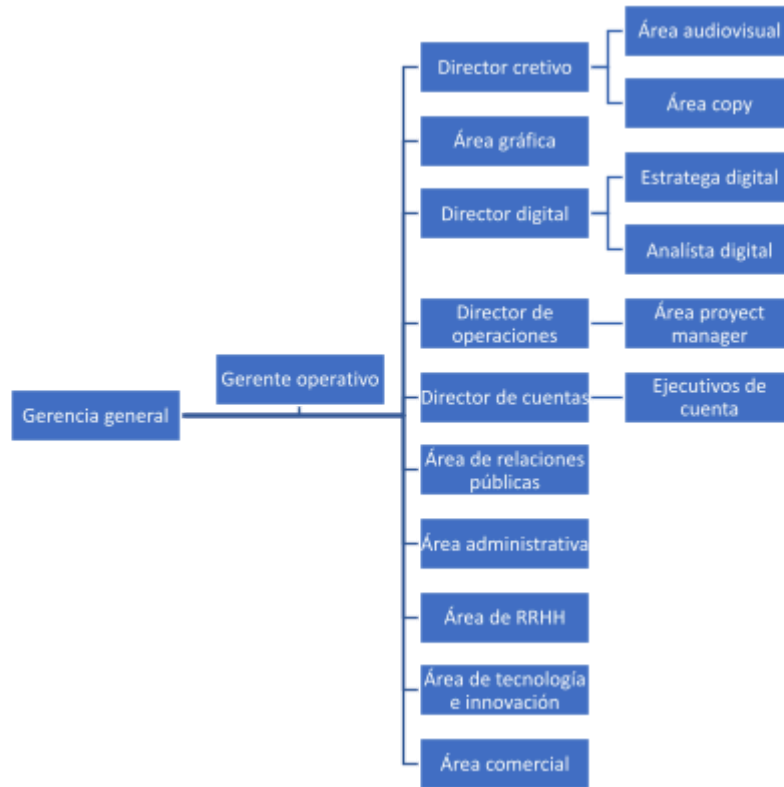 Gerencia general
Gerente operativo
Director cretivo
Área audiovisual
Área copy
Área gráfica
Director digital
Estratega digital
Analísta digital
Director de
operaciones
Área proyect
manager
Director de cuentas
Ejecutivos de
cuenta
Área de relaciones
públicas
Área administrativa
Área de RRHH
Área de tecnología
e innovación
Área comercial